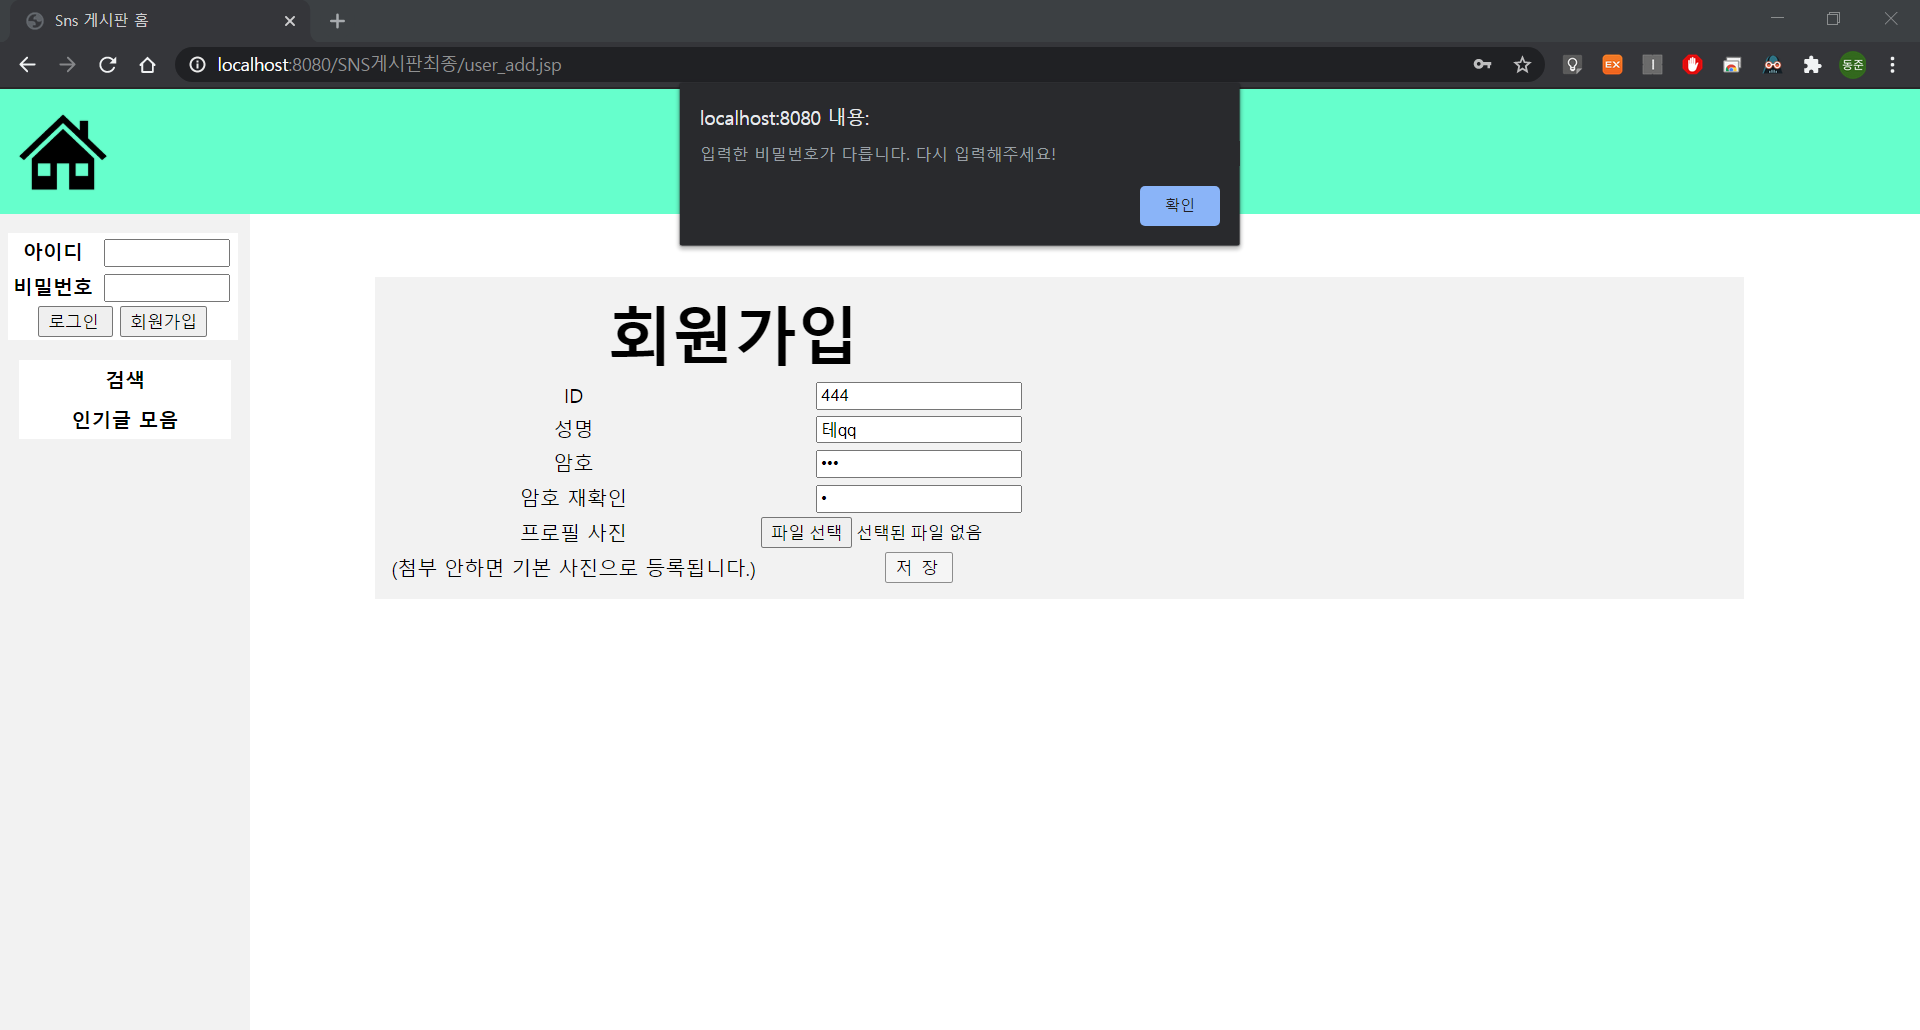 Sns 게시판 홈
localhost:8080/SNS게시판최종/user_add.jsp
EX
동준
localhost:8080 내용:
입력한 비밀번호가 다릅니다. 다시 입력해주세요!
확인
아이디
비밀번호
로그인 회원가입
검색
인기글 모음
회원가입
ID 444
성명 테qq
암호 •••
암호 재확인 •
프로필 사진 파일 선택 선택된 파일 없음
(첨부 안하면 기본 사진으로 등록됩니다.) 저 장